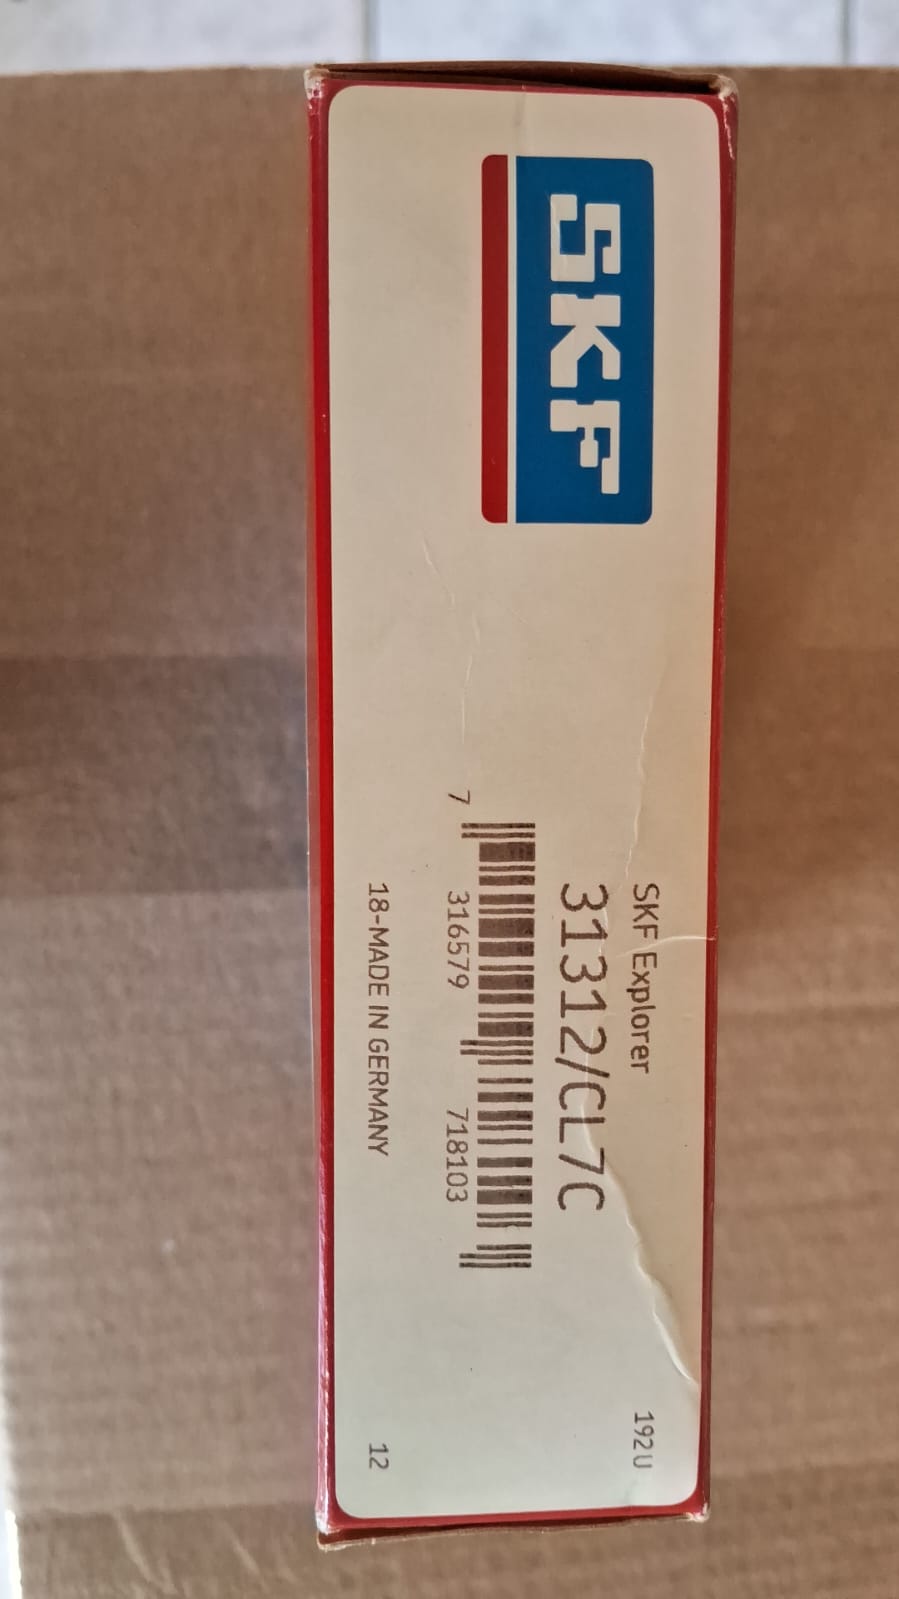 SKF
SKF Explorer
192U
31312/CL7C
7 316579 718103
18-MADE IN GERMANY
12